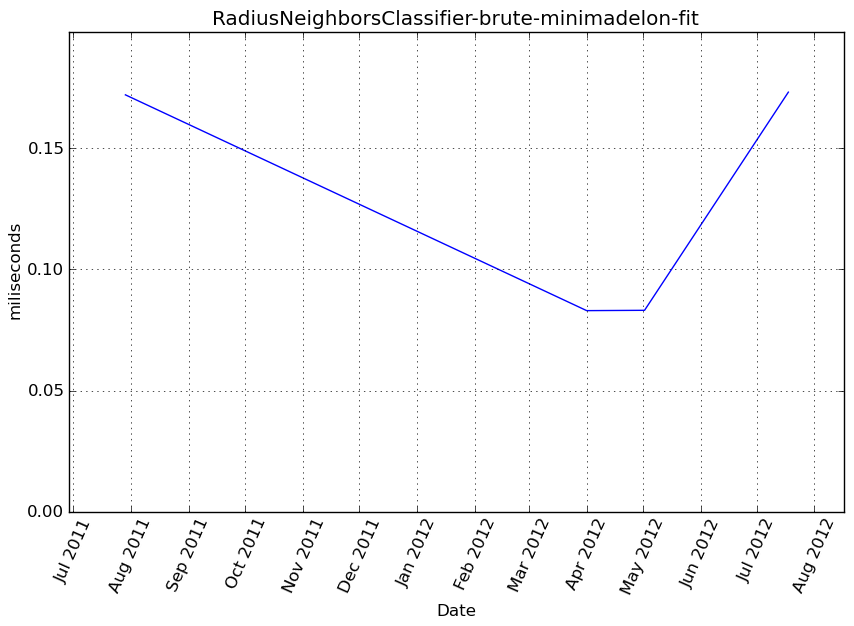 RadiusNeighborsClassifier-brute-minimadelon-fit
miliseconds
0.15
0.10
0.05
0.00
Jul 2011
Aug 2011
Sep 2011
Oct 2011
Nov 2011
Dec 2011
Jan 2012
Feb 2012
Mar 2012
Apr 2012
May 2012
Jun 2012
Jul 2012
Aug 2012
Date